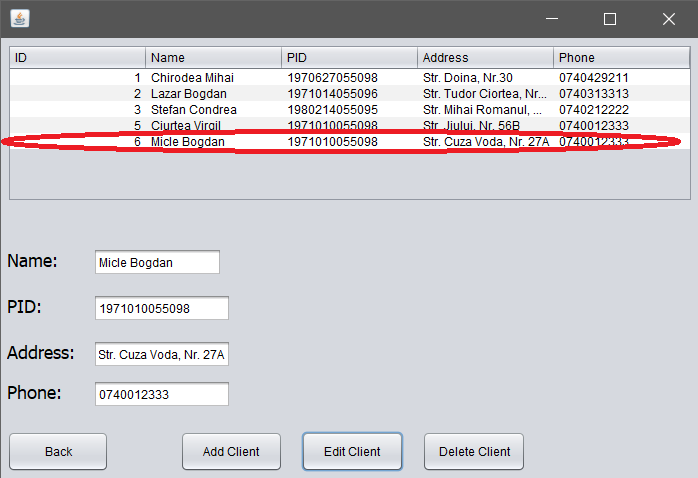 ID Name PID Address Phone
1 Chirodea Mihai 1970627055098 Str. Doina, Nr.30 0740429211
2 Lazar Bogdan 1971014055096 Str. Tudor Ciortea, Nr... 0740313313
3 Stefan Condrea 1980214055095 Str. Mihai Romanul, ... 0740212222
5 Ciurtea Virgil 1971010055098 Str. Jiului, Nr. 56B 0740012333
6 Micle Bogdan 1971010055098 Str. Cuza Voda, Nr. 27A 0740012333
Name: Micle Bogdan
PID: 1971010055098
Address: Str. Cuza Voda, Nr. 27A
Phone: 0740012333
Back Add Client Edit Client Delete Client